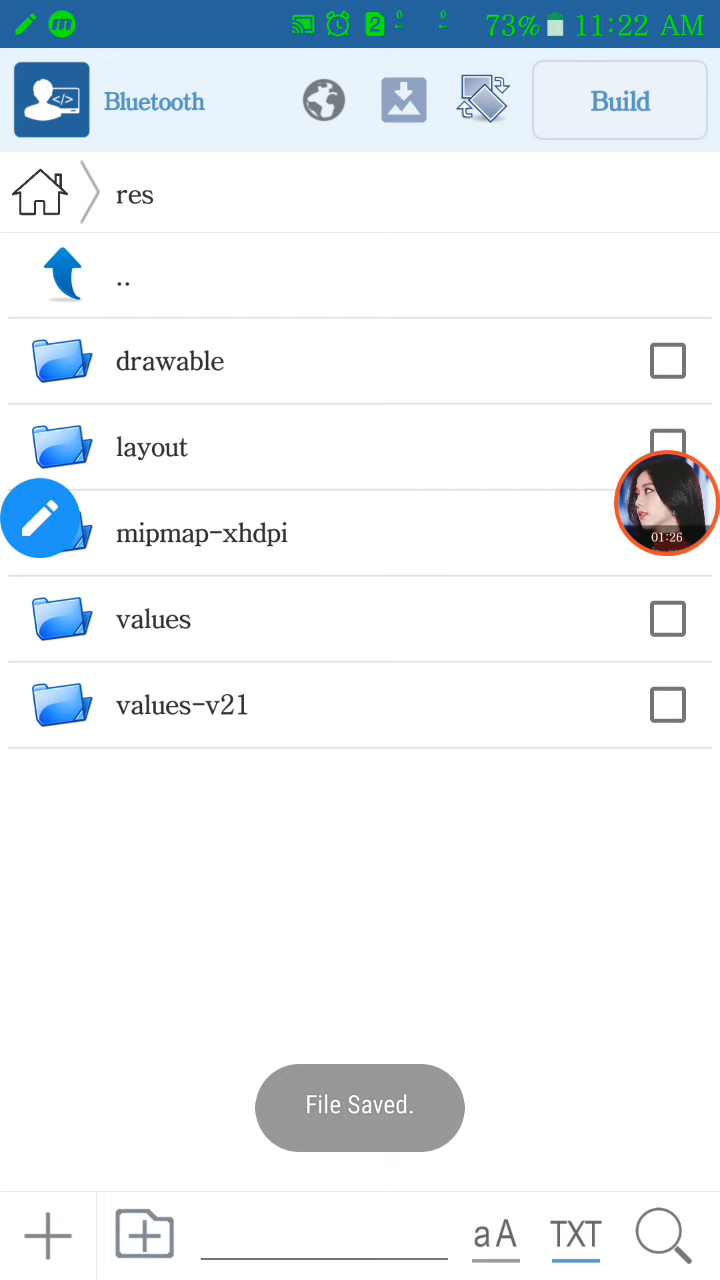 2 73% 11:22 AM
</> Bluetooth Build
res
..
drawable
layout
mipmap-xhdpi
01:26
values
values-v21
File Saved.
aA TXT